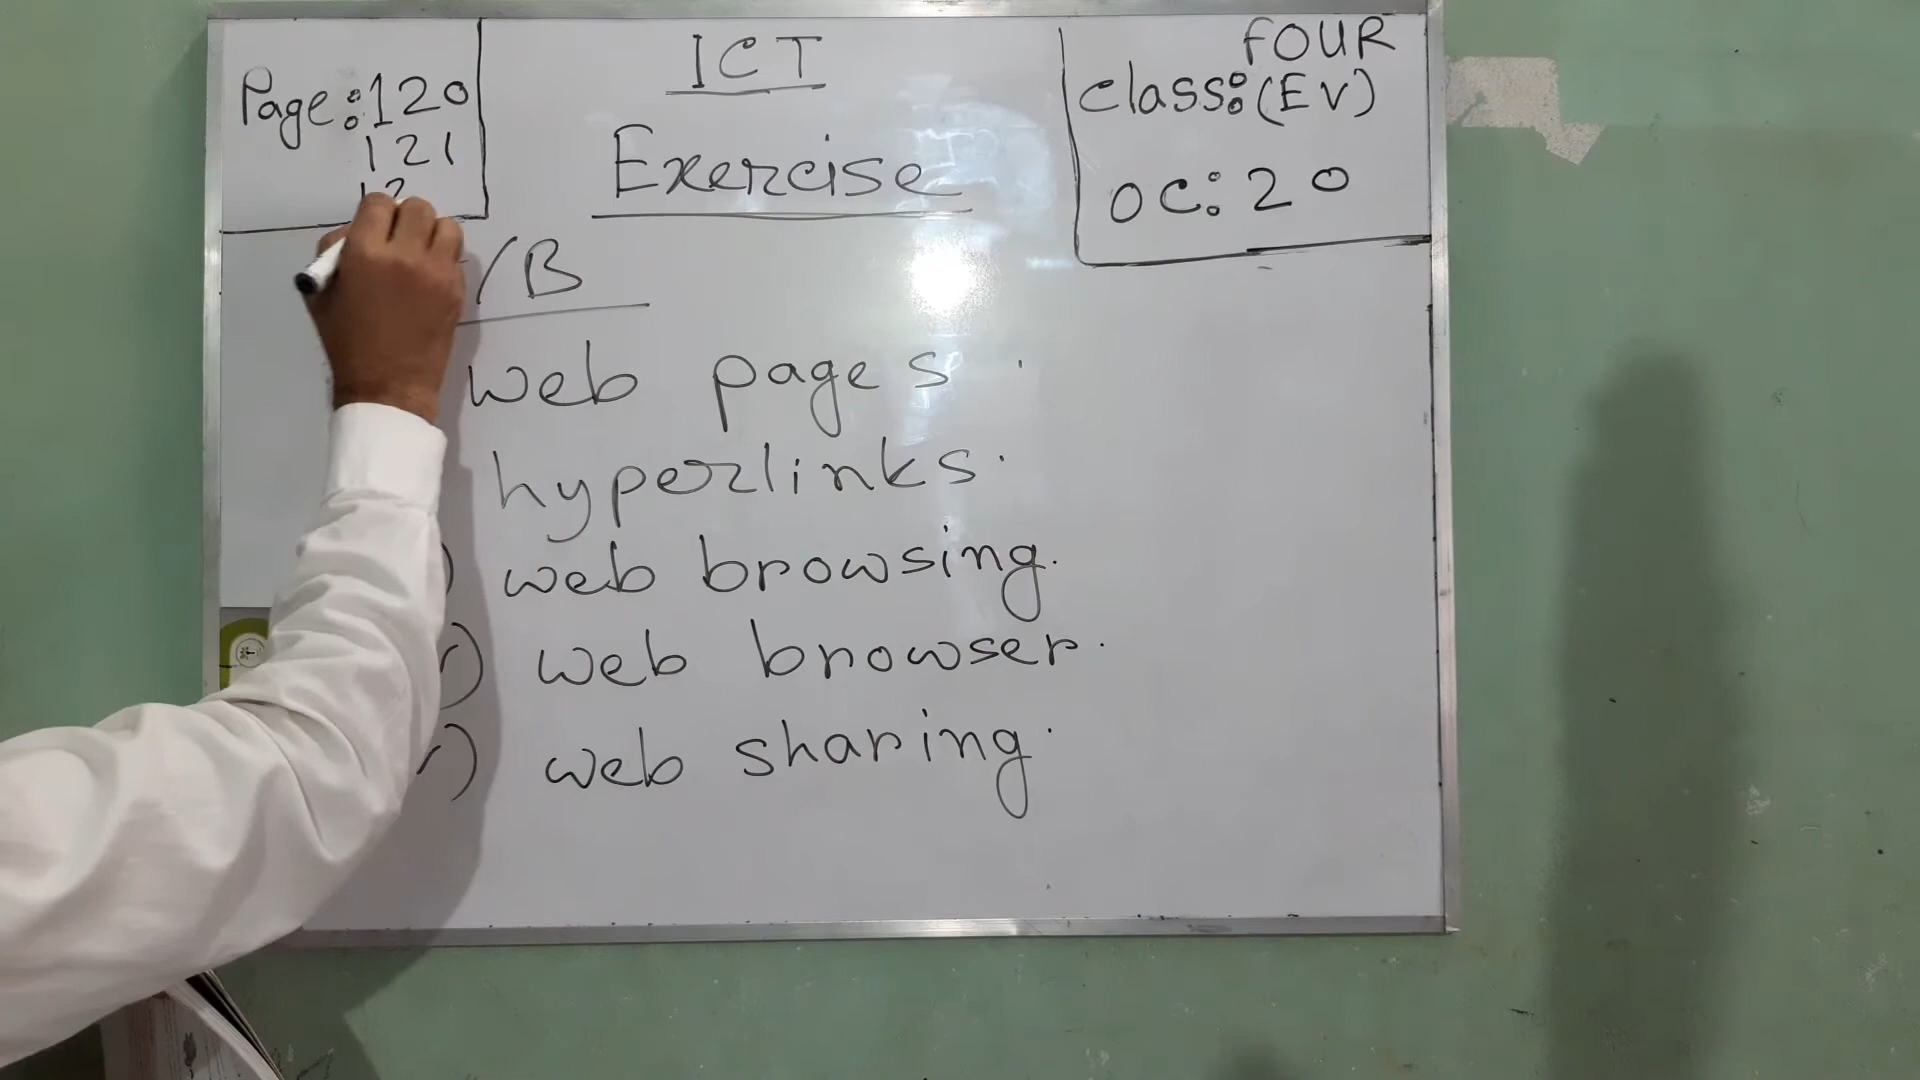 Page: 120
121
12
ICT
Exercise
FOUR
Class: (EV)
OC: 20
/B
web pages.
hyperlinks.
) web browsing.
) web browser.
) web sharing.